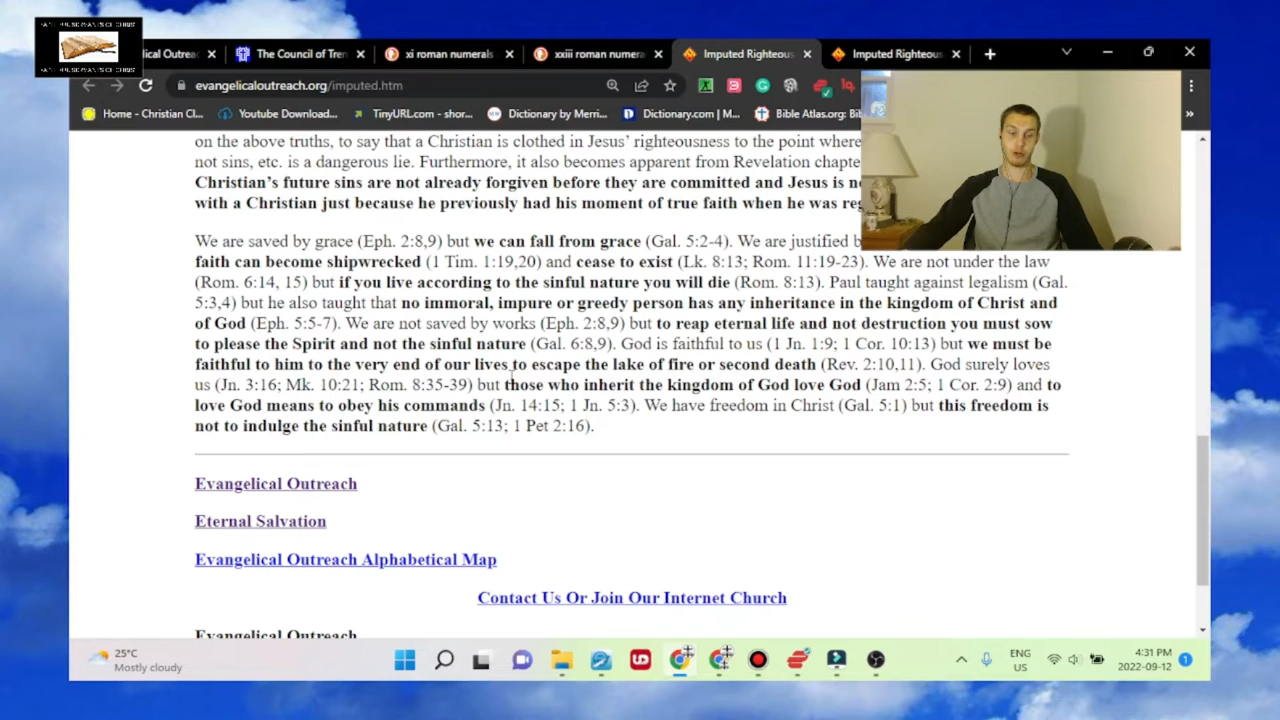 FAITHFUL SERVANTS OF CHRIST
ical Outreac
The Council of Tren
xi roman numerals
xxiii roman numera
Imputed Righteous
Imputed Righteous
evangelicaloutreach.org/imputed.htm
Home - Christian Cl...
Youtube Download...
TinyURL.com - shor...
Dictionary by Merri...
Dictionary.com | M...
Bible Atlas.org: Bi
on the above truths, to say that a Christian is clothed in Jesus' righteousness to the point where
not sins, etc. is a dangerous lie. Furthermore, it also becomes apparent from Revelation chapte
Christian's future sins are not already forgiven before they are committed and Jesus is n
with a Christian just because he previously had his moment of true faith when he was reg
We are saved by grace (Eph. 2:8,9) but we can fall from grace (Gal. 5:2-4). We are justified b
faith can become shipwrecked (1 Tim. 1:19,20) and cease to exist (Lk. 8:13; Rom. 11:19-23). We are not under the law
(Rom. 6:14, 15) but if you live according to the sinful nature you will die (Rom. 8:13). Paul taught against legalism (Gal.
5:3,4) but he also taught that no immoral, impure or greedy person has any inheritance in the kingdom of Christ and
of God (Eph. 5:5-7). We are not saved by works (Eph. 2:8,9) but to reap eternal life and not destruction you must sow
to please the Spirit and not the sinful nature (Gal. 6:8,9). God is faithful to us (1 Jn. 1:9; 1 Cor. 10:13) but we must be
faithful to him to the very end of our lives to escape the lake of fire or second death (Rev. 2:10,11). God surely loves
us (Jn. 3:16; Mk. 10:21; Rom. 8:35-39) but those who inherit the kingdom of God love God (Jam 2:5; 1 Cor. 2:9) and to
love God means to obey his commands (Jn. 14:15; 1 Jn. 5:3). We have freedom in Christ (Gal. 5:1) but this freedom is
not to indulge the sinful nature (Gal. 5:13; 1 Pet 2:16).
Evangelical Outreach
Eternal Salvation
Evangelical Outreach Alphabetical Map
Contact Us Or Join Our Internet Church
Evangelical Outreach
25°C
Mostly cloudy
ENG
US
4:31 PM
2022-09-12
1